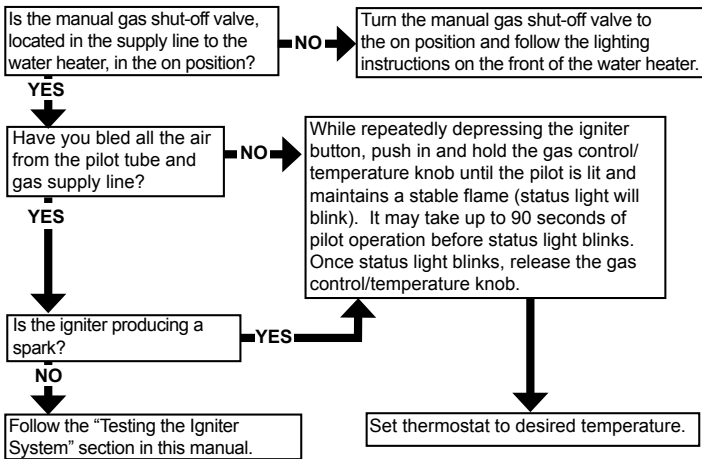 Is the manual gas shut-off valve,
located in the supply line to the
water heater, in the on position?
NO
Turn the manual gas shut-off valve to
the on position and follow the lighting
instructions on the front of the water heater.
YES
Have you bled all the air
from the pilot tube and
gas supply line?
NO
While repeatedly depressing the igniter
button, push in and hold the gas control/
temperature knob until the pilot is lit and
maintains a stable flame (status light will
blink). It may take up to 90 seconds of
pilot operation before status light blinks.
Once status light blinks, release the gas
control/temperature knob.
YES
Is the igniter producing a
spark?
YES
NO
Follow the “Testing the Igniter
System” section in this manual.
Set thermostat to desired temperature.